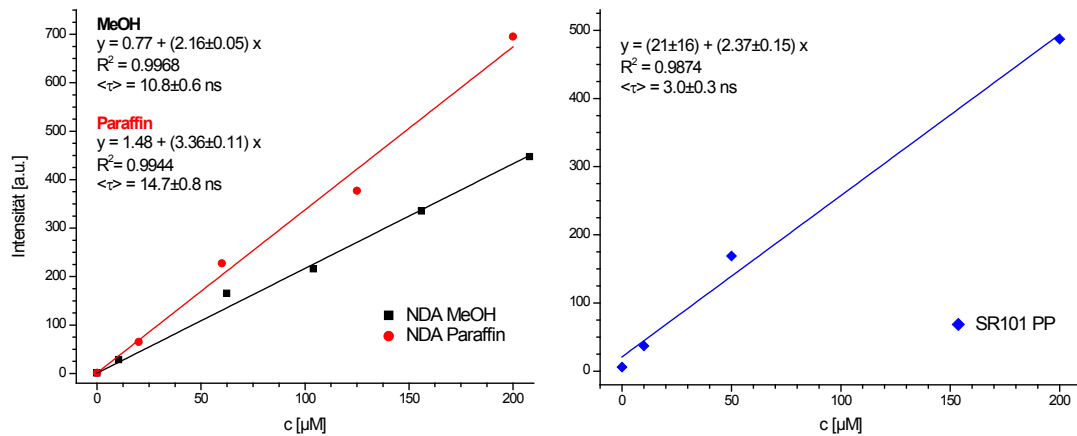 MeOH
y = 0.77 + (2.16±0.05) x
R² = 0.9968
<τ> = 10.8±0.6 ns
Paraffin
y = 1.48 + (3.36±0.11) x
R² = 0.9944
<τ> = 14.7±0.8 ns
Intensität [a.u.]
700
600
500
400
300
200
100
0
NDA MeOH
NDA Paraffin
0 50 100 150 200
c [µM]
y = (21±16) + (2.37±0.15) x
R² = 0.9874
<τ> = 3.0±0.3 ns
500
400
300
200
100
0
SR101 PP
0 50 100 150 200
c [µM]